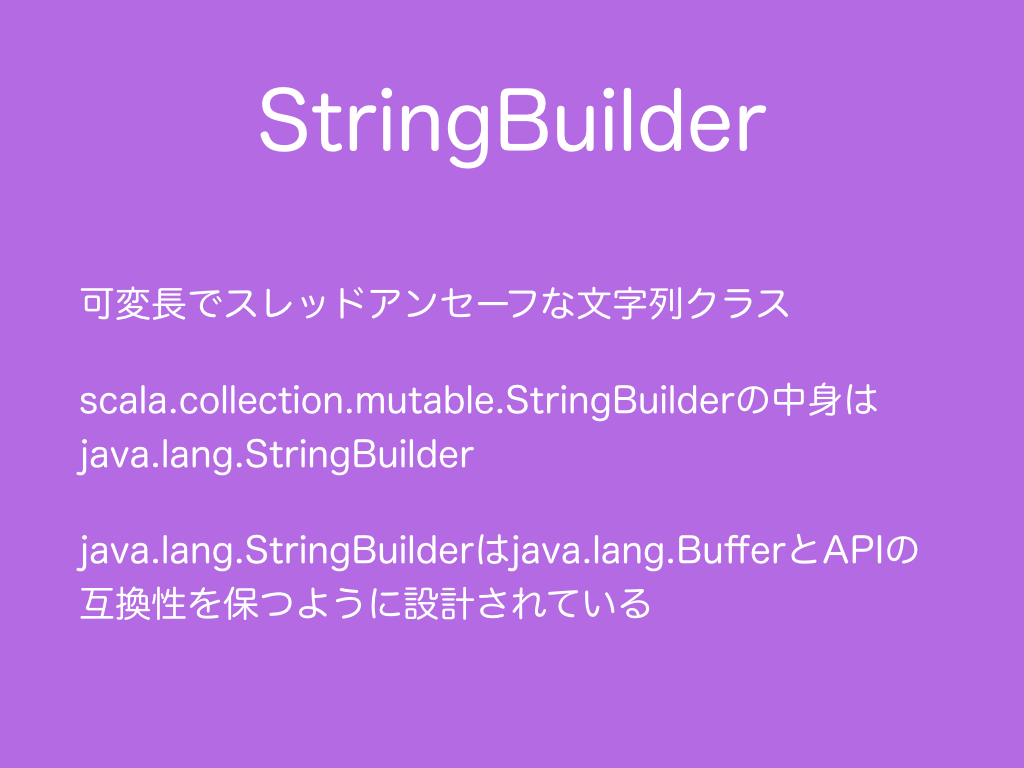 StringBuilder
可変長でスレッドアンセーフな文字列クラス
scala.collection.mutable.StringBuilderの中身は
java.lang.StringBuilder
java.lang.StringBuilderはjava.lang.BufferとAPIの
互換性を保つように設計されている